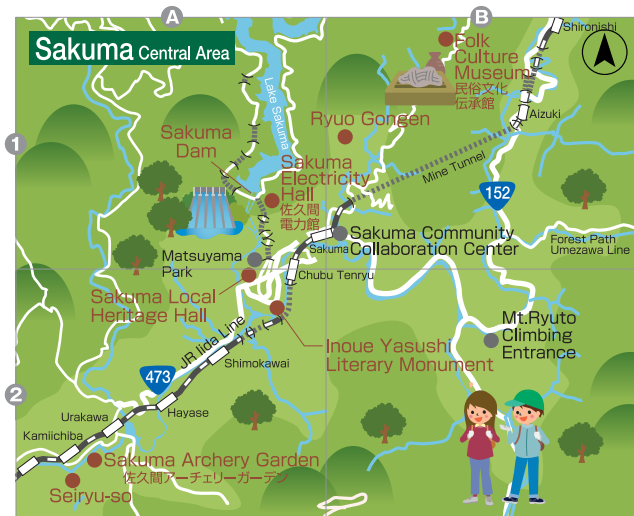 A
B
Sakuma Central Area
Shironishi
Folk
Culture
Museum
民俗文化
伝承館
Lake Sakuma
Aizuki
1
Ryuo Gongen
Sakuma
Dam
Mine Tunnel
Sakuma
Electricity
Hall
佐久間
電力館
152
Sakuma
Sakuma Community
Collaboration Center
Forest Path
Umezawa Line
Matsuyama
Park
Chubu Tenryu
Sakuma Local
Heritage Hall
JR Iida Line
Mt.Ryuto
Climbing
Entrance
Inoue Yasushi
Literary Monument
Shimokawai
473
2
Hayase
Urakawa
Kamiichiba
Sakuma Archery Garden
佐久間アーチェリーガーデン
Seiryu-so